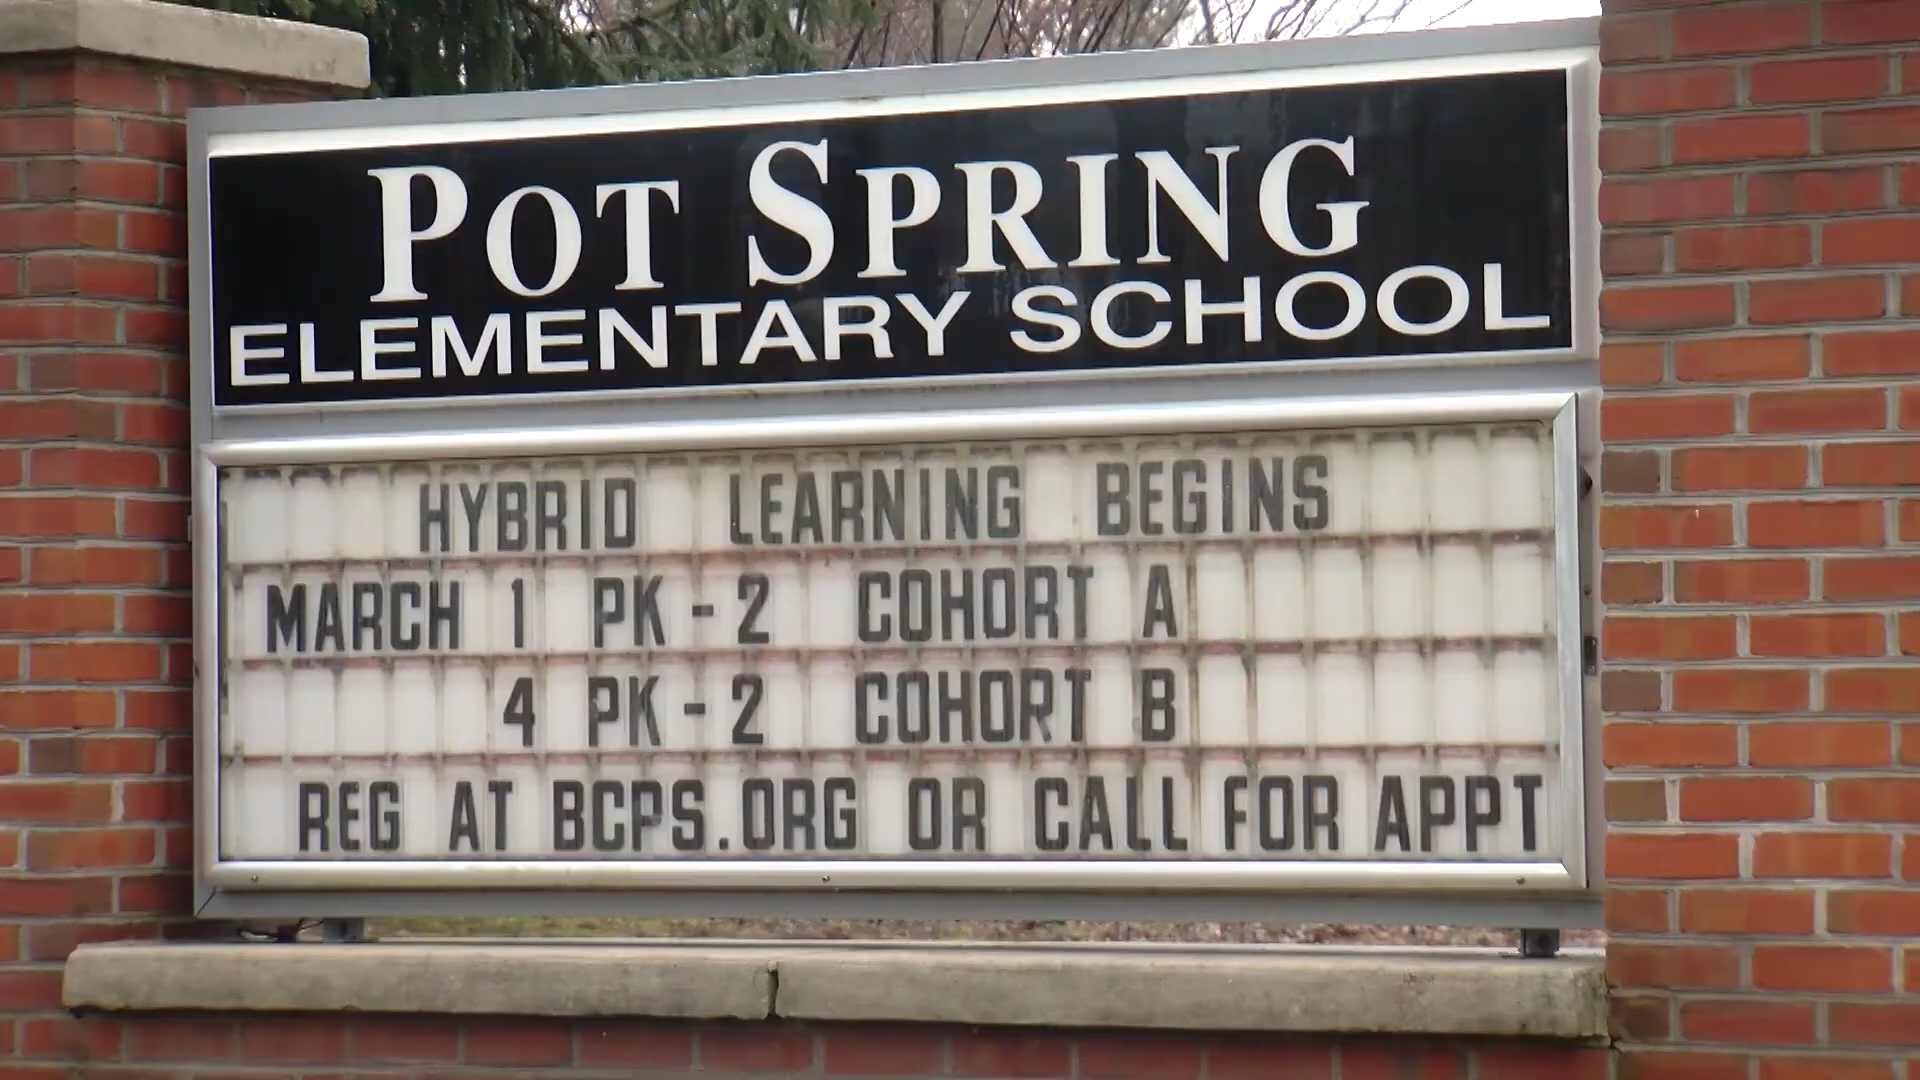 POT SPRING
ELEMENTARY SCHOOL
HYBRID LEARNING BEGINS
MARCH 1 PK-2 COHORT A
4 PK-2 COHORT B
REG AT BCPS.ORG OR CALL FOR APPT